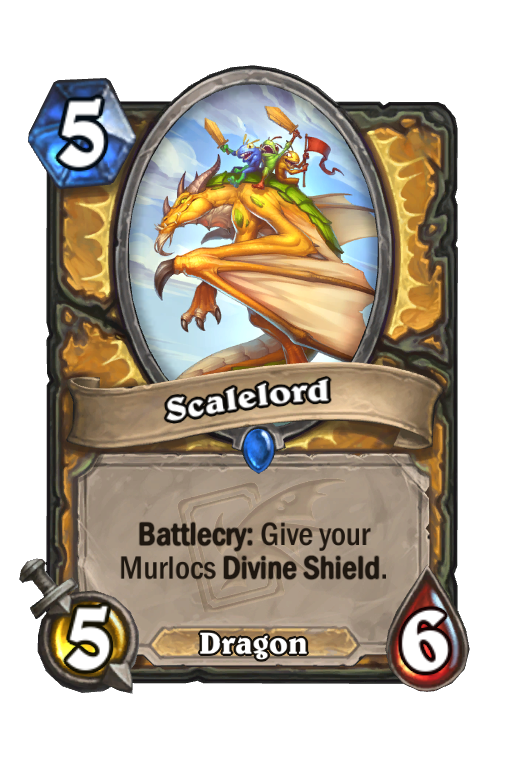 5
Scalelord
Battlecry: Give your
Murlocs Divine Shield.
5
Dragon
6